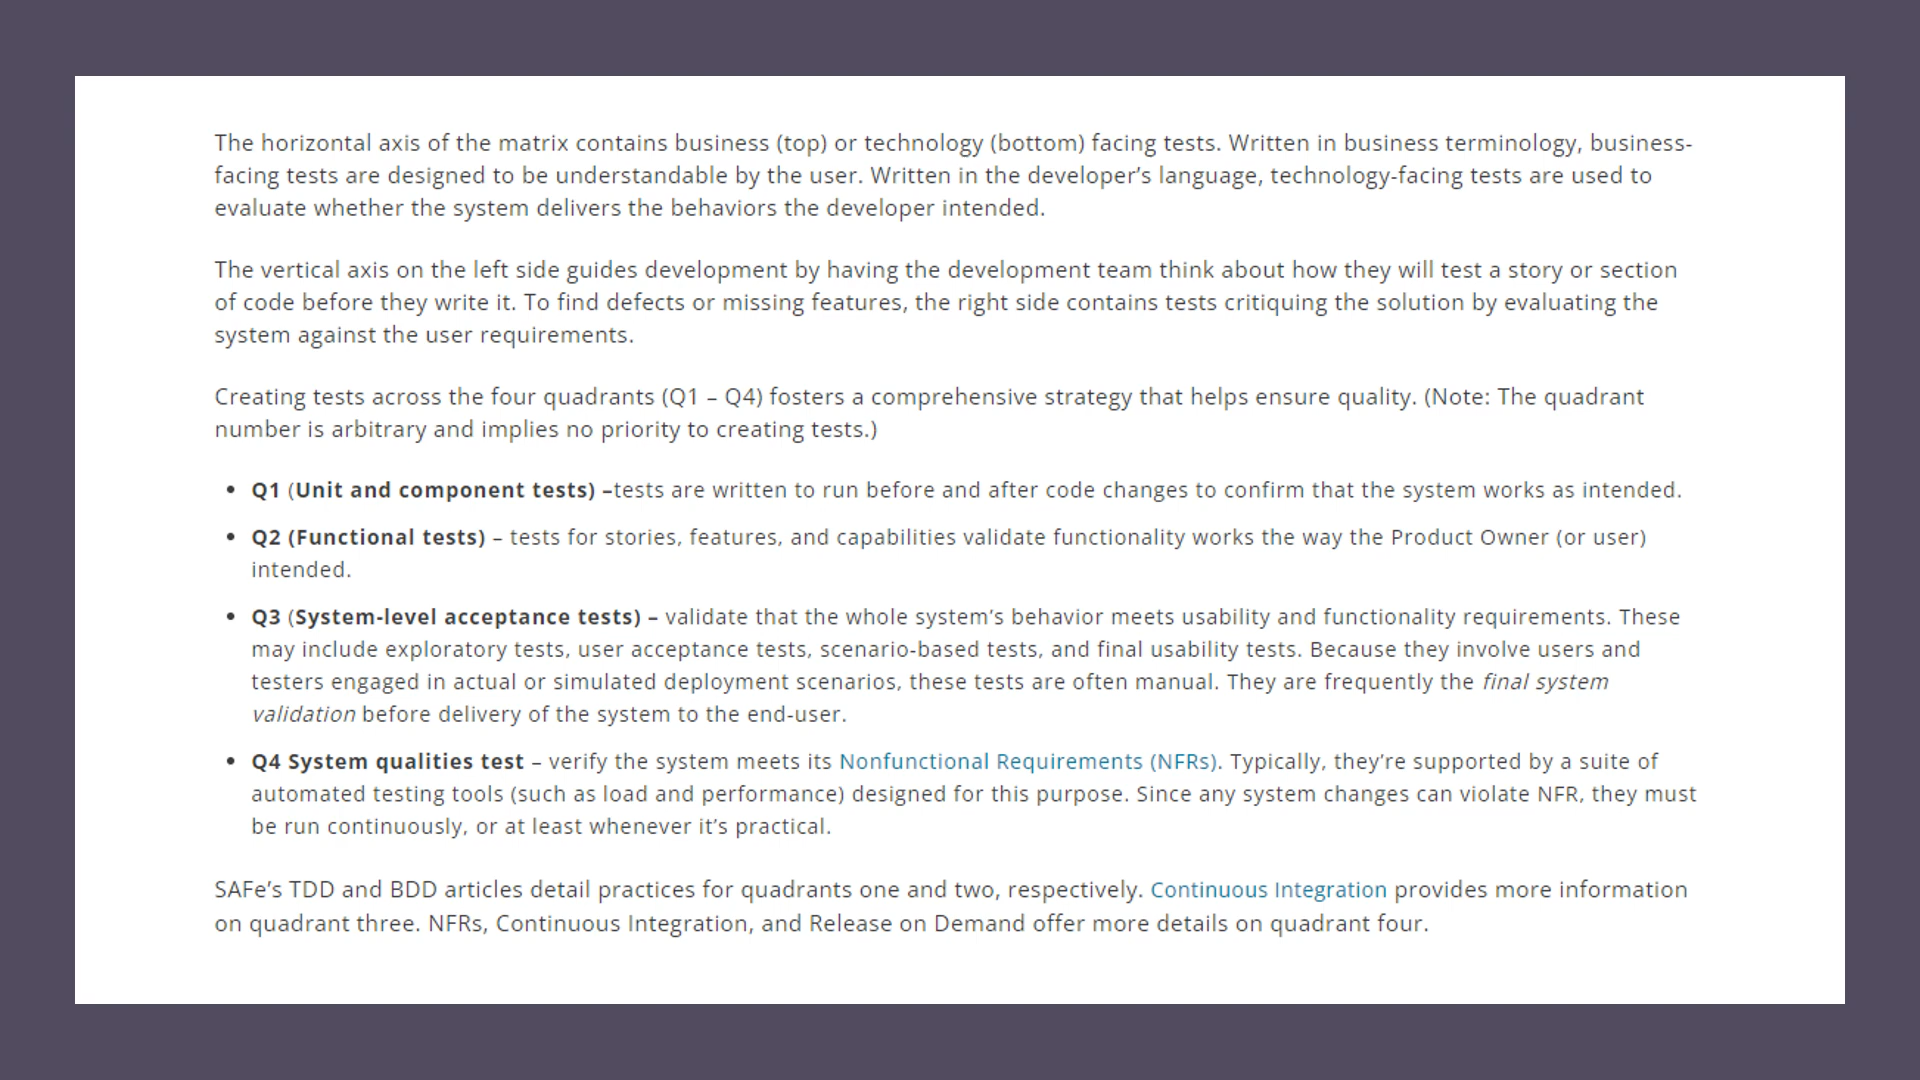 The horizontal axis of the matrix contains business (top) or technology (bottom) facing tests. Written in business terminology, business-
facing tests are designed to be understandable by the user. Written in the developer’s language, technology-facing tests are used to
evaluate whether the system delivers the behaviors the developer intended.
The vertical axis on the left side guides development by having the development team think about how they will test a story or section
of code before they write it. To find defects or missing features, the right side contains tests critiquing the solution by evaluating the
system against the user requirements.
Creating tests across the four quadrants (Q1 – Q4) fosters a comprehensive strategy that helps ensure quality. (Note: The quadrant
number is arbitrary and implies no priority to creating tests.)
• Q1 (Unit and component tests) –tests are written to run before and after code changes to confirm that the system works as intended.
• Q2 (Functional tests) – tests for stories, features, and capabilities validate functionality works the way the Product Owner (or user)
intended.
• Q3 (System-level acceptance tests) – validate that the whole system’s behavior meets usability and functionality requirements. These
may include exploratory tests, user acceptance tests, scenario-based tests, and final usability tests. Because they involve users and
testers engaged in actual or simulated deployment scenarios, these tests are often manual. They are frequently the final system
validation before delivery of the system to the end-user.
• Q4 System qualities test – verify the system meets its Nonfunctional Requirements (NFRs). Typically, they’re supported by a suite of
automated testing tools (such as load and performance) designed for this purpose. Since any system changes can violate NFR, they must
be run continuously, or at least whenever it’s practical.
SAFe’s TDD and BDD articles detail practices for quadrants one and two, respectively. Continuous Integration provides more information
on quadrant three. NFRs, Continuous Integration, and Release on Demand offer more details on quadrant four.